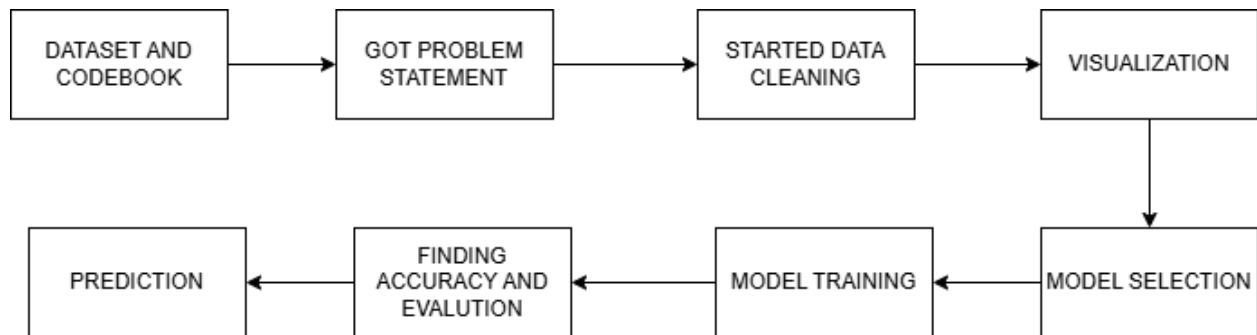 DATASET AND
CODEBOOK
GOT PROBLEM
STATEMENT
STARTED DATA
CLEANING
VISUALIZATION
MODEL SELECTION
MODEL TRAINING
FINDING
ACCURACY AND
EVALUTION
PREDICTION